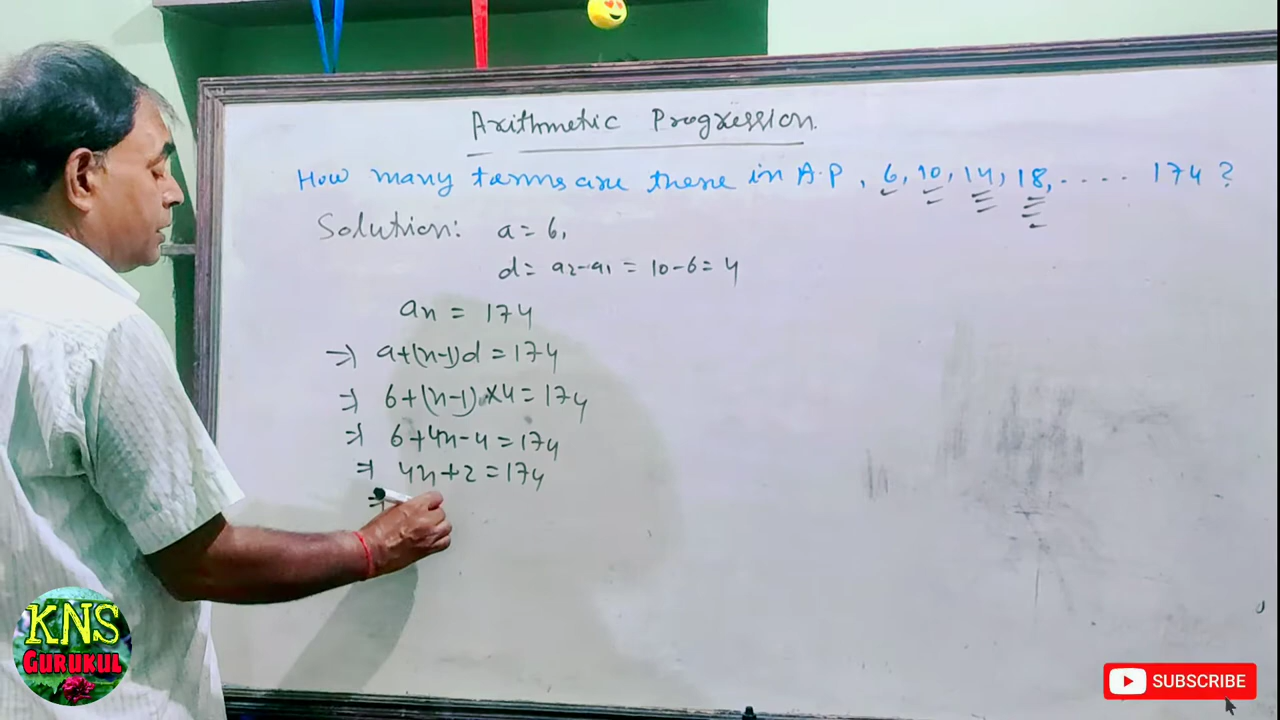 Arithmetic Progression.
How many terms are there in A.P, 6, 10, 14, 18, .... 174?
Solution: a = 6,
d = a2-a1 = 10-6 = 4
an = 174
⇒ a+(n-1)d = 174
⇒ 6+(n-1)×4 = 174
⇒ 6+4n-4 = 174
⇒ 4n+2 = 174
⇒
KNS
GURUKUL
SUBSCRIBE